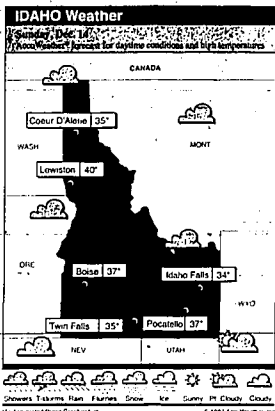 IDAHO Weather
Sunday, Dec. 14
AccuWeather® forecast for daytime conditions and high temperatures
CANADA
Coeur D'Alene 35°
WASH
MONT
Lewiston 40°
ORE
Boise 37°
Idaho Falls 34°
WYO
Twin Falls 35°
Pocatello 37°
NEV
UTAH
Showers T-storms Rain Flurries Snow Ice Sunny Pt. Cloudy Cloudy